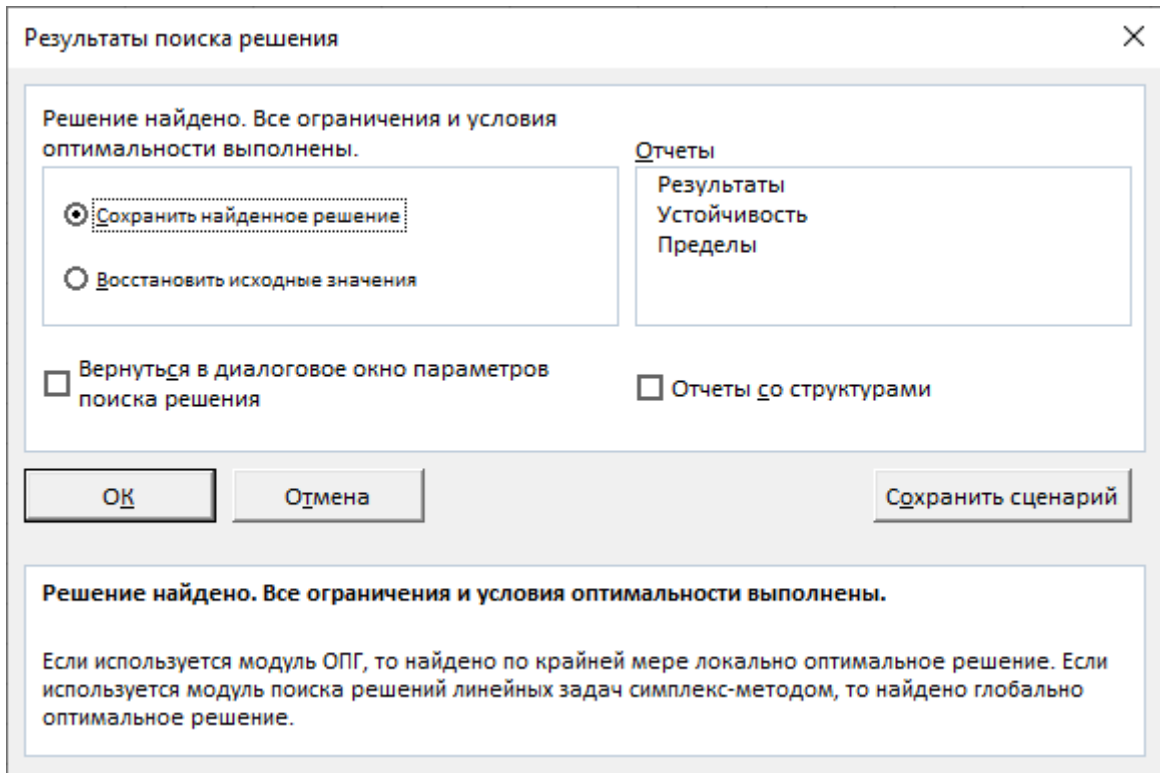 Результаты поиска решения
Решение найдено. Все ограничения и условия
оптимальности выполнены.
Отчеты
Сохранить найденное решение
Восстановить исходные значения
Результаты
Устойчивость
Пределы
Вернуться в диалоговое окно параметров
поиска решения
Отчеты со структурами
ОК
Отмена
Сохранить сценарий
Решение найдено. Все ограничения и условия оптимальности выполнены.
Если используется модуль ОПГ, то найдено по крайней мере локально оптимальное решение. Если
используется модуль поиска решений линейных задач симплекс-методом, то найдено глобально
оптимальное решение.